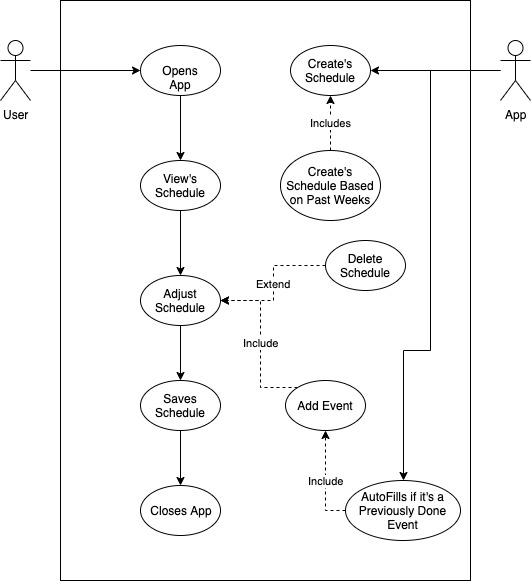 User
App
Opens
App
Create's
Schedule
Includes
View's
Schedule
Create's
Schedule Based
on Past Weeks
Delete
Schedule
Extend
Adjust
Schedule
Include
Saves
Schedule
Add Event
Include
Closes App
AutoFills if it's a
Previously Done
Event